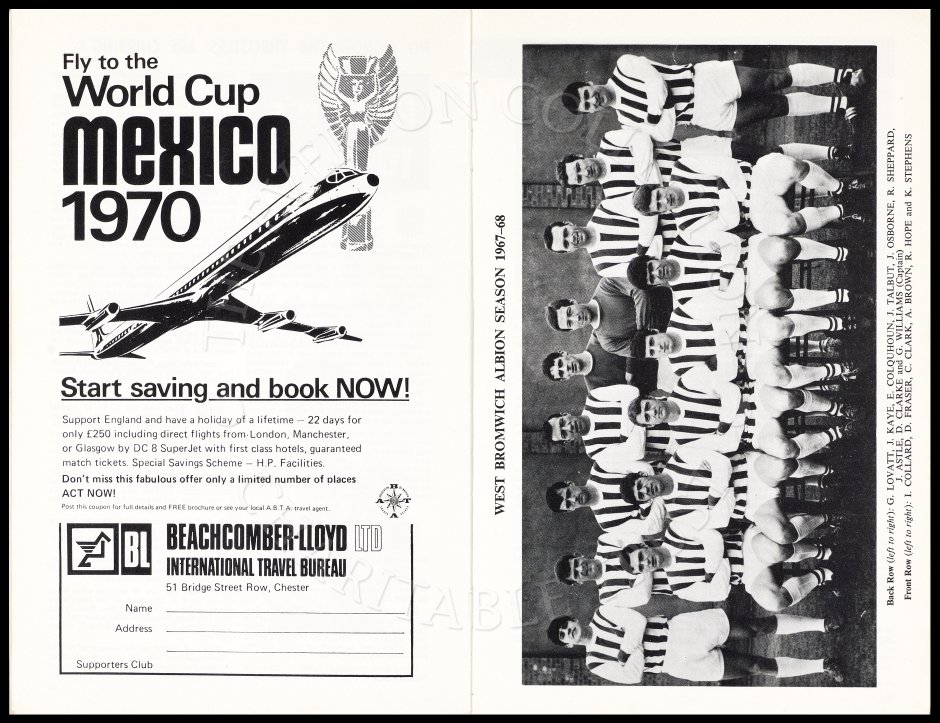 Fly to the
World Cup
mexico
1970
Start saving and book NOW!
Support England and have a holiday of a lifetime – 22 days for
only £250 including direct flights from London, Manchester,
or Glasgow by DC 8 SuperJet with first class hotels, guaranteed
match tickets. Special Savings Scheme – H.P. Facilities.
Don't miss this fabulous offer only a limited number of places
ACT NOW!
Post this coupon for full details and FREE brochure or see your local A.B.T.A. travel agent.
A B T A
BL
BEACHCOMBER-LLOYD LTD
INTERNATIONAL TRAVEL BUREAU
51 Bridge Street Row, Chester
Name
Address
Supporters Club
WEST BROMWICH ALBION SEASON 1967–68
Back Row (left to right): G. LOVATT, J. KAYE, E. COLQUHOUN, J. TALBUT, J. OSBORNE, R. SHEPPARD,
J. ASTLE, D. CLARKE and G. WILLIAMS (Captain)
Front Row (left to right): I. COLLARD, D. FRASER, C. CLARK, A. BROWN, R. HOPE and K. STEPHENS